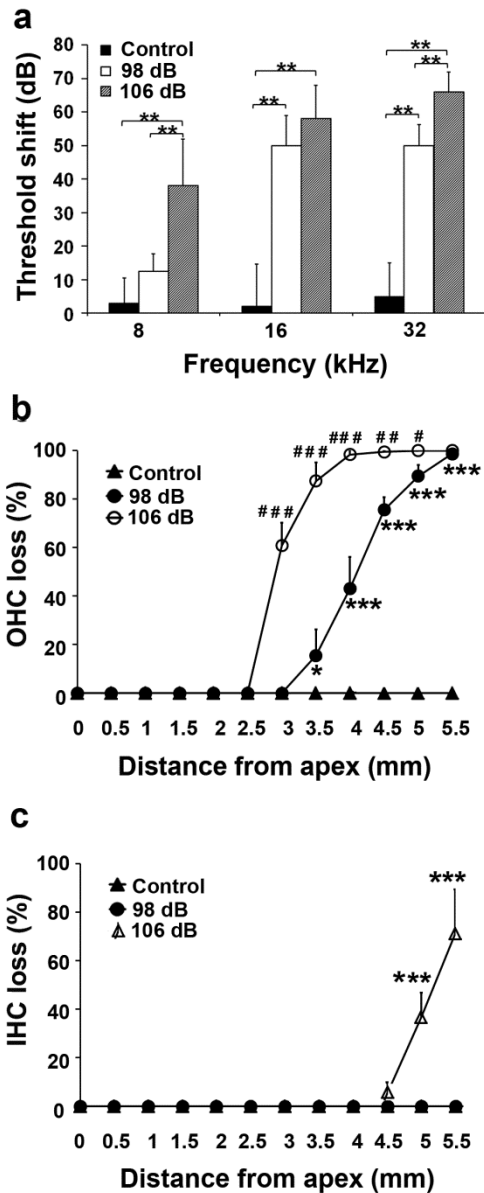 a
Threshold shift (dB)
80
70
60
50
40
30
20
10
0
Control
98 dB
106 dB
**
**
**
**
**
**
**
8
16
32
Frequency (kHz)
b
OHC loss (%)
100
80
60
40
20
0
Control
98 dB
106 dB
###
###
###
##
#
*
***
***
***
***
0 0.5 1 1.5 2 2.5 3 3.5 4 4.5 5 5.5
Distance from apex (mm)
c
IHC loss (%)
100
80
60
40
20
0
Control
98 dB
106 dB
***
***
0 0.5 1 1.5 2 2.5 3 3.5 4 4.5 5 5.5
Distance from apex (mm)